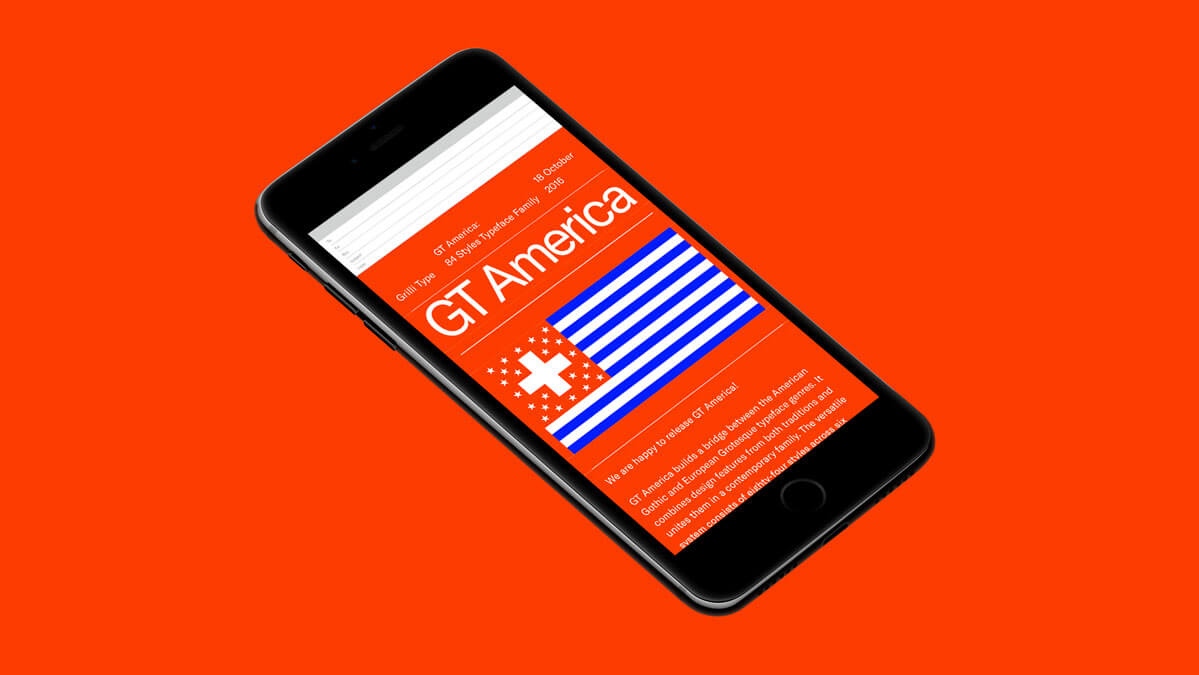 Grilli Type
GT America:
84 Styles Typeface Family
18 October
2016
GT America
We are happy to release GT America!
GT America builds a bridge between the American
Gothic and European Grotesque typeface genres. It
combines design features from both traditions and
unites them in a contemporary family. The versatile
system consists of eighty-four styles across six